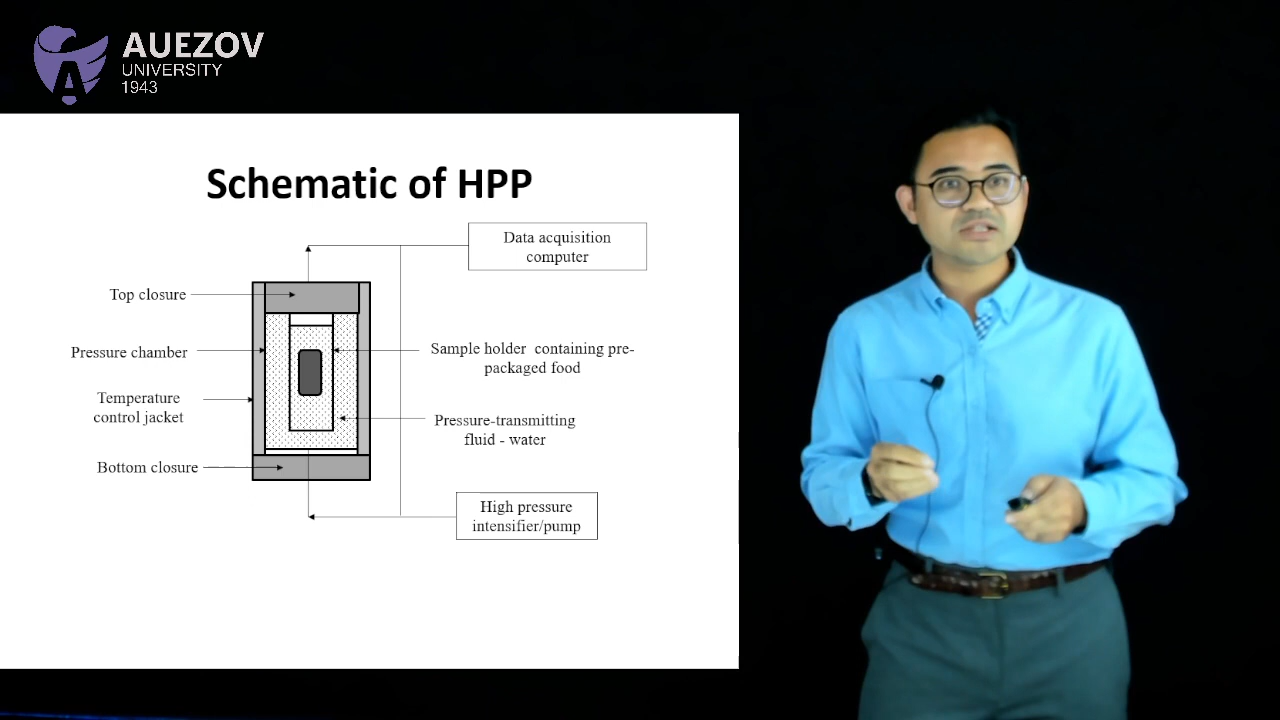 AUEZOV
UNIVERSITY
1943
Schematic of HPP
Data acquisition
computer
Top closure
Pressure chamber
Sample holder containing pre-
packaged food
Temperature
control jacket
Pressure-transmitting
fluid - water
Bottom closure
High pressure
intensifier/pump